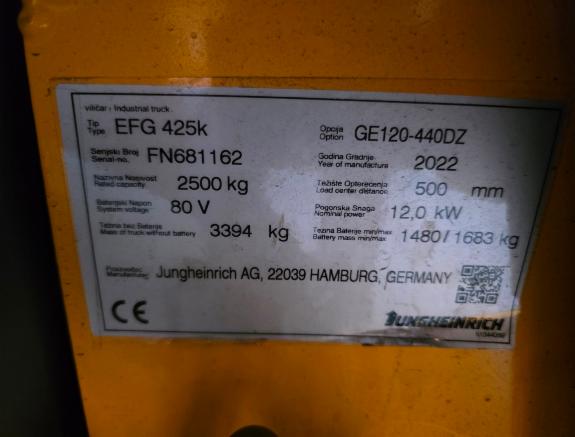 viličar / Industrial truck
Tip
Type EFG 425k
Opcija
Option GE120-440DZ
Serijski Broj
Serial-no. FN681162
Godina Gradnje
Year of manufacture 2022
Nazivna Nosivost
Rated capacity 2500 kg
Težište Opterećenja
Load center distance 500 mm
Baterijski Napon
System voltage 80 V
Pogonska Snaga
Nominal power 12,0 kW
Težina bez Baterije
Mass of truck without battery 3394 kg
Težina Baterije min/max
Battery mass min/max 1480/1683 kg
Proizvođač
Manufacturer Jungheinrich AG, 22039 HAMBURG, GERMANY
CE
JUNGHEINRICH